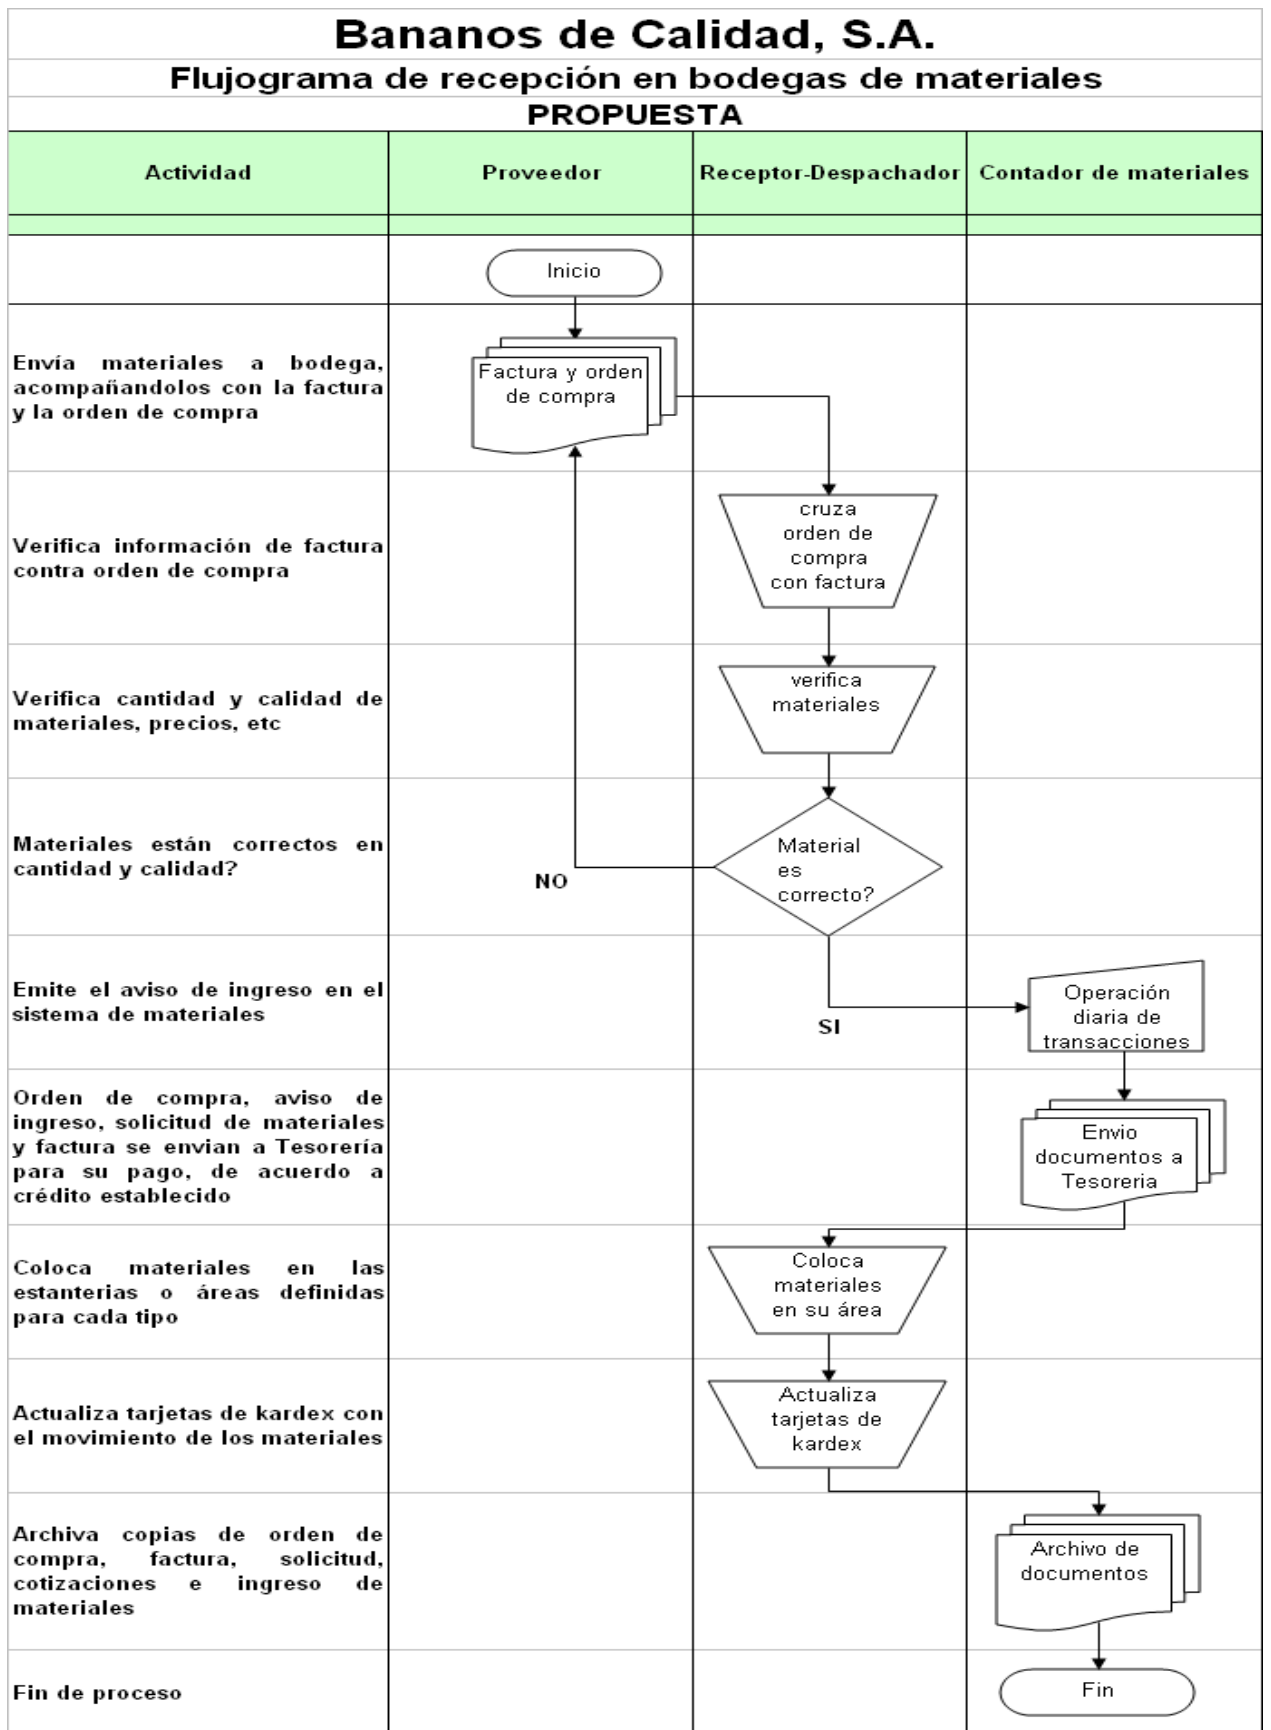 Bananos de Calidad, S.A.
Flujograma de recepción en bodegas de materiales
PROPUESTA
Actividad
Proveedor
Receptor-Despachador
Contador de materiales
Inicio
Envía materiales a bodega,
acompañandolos con la factura
y la orden de compra
Factura y orden
de compra
Verifica información de factura
contra orden de compra
cruza
orden de
compra
con factura
Verifica cantidad y calidad de
materiales, precios, etc
verifica
materiales
Materiales están correctos en
cantidad y calidad?
NO
Material
es
correcto?
Emite el aviso de ingreso en el
sistema de materiales
SI
Operación
diaria de
transacciones
Orden de compra, aviso de
ingreso, solicitud de materiales
y factura se envian a Tesorería
para su pago, de acuerdo a
crédito establecido
Envio
documentos a
Tesoreria
Coloca materiales en las
estanterias o áreas definidas
para cada tipo
Coloca
materiales
en su área
Actualiza tarjetas de kardex con
el movimiento de los materiales
Actualiza
tarjetas de
kardex
Archiva copias de orden de
compra, factura, solicitud,
cotizaciones e ingreso de
materiales
Archivo de
documentos
Fin de proceso
Fin